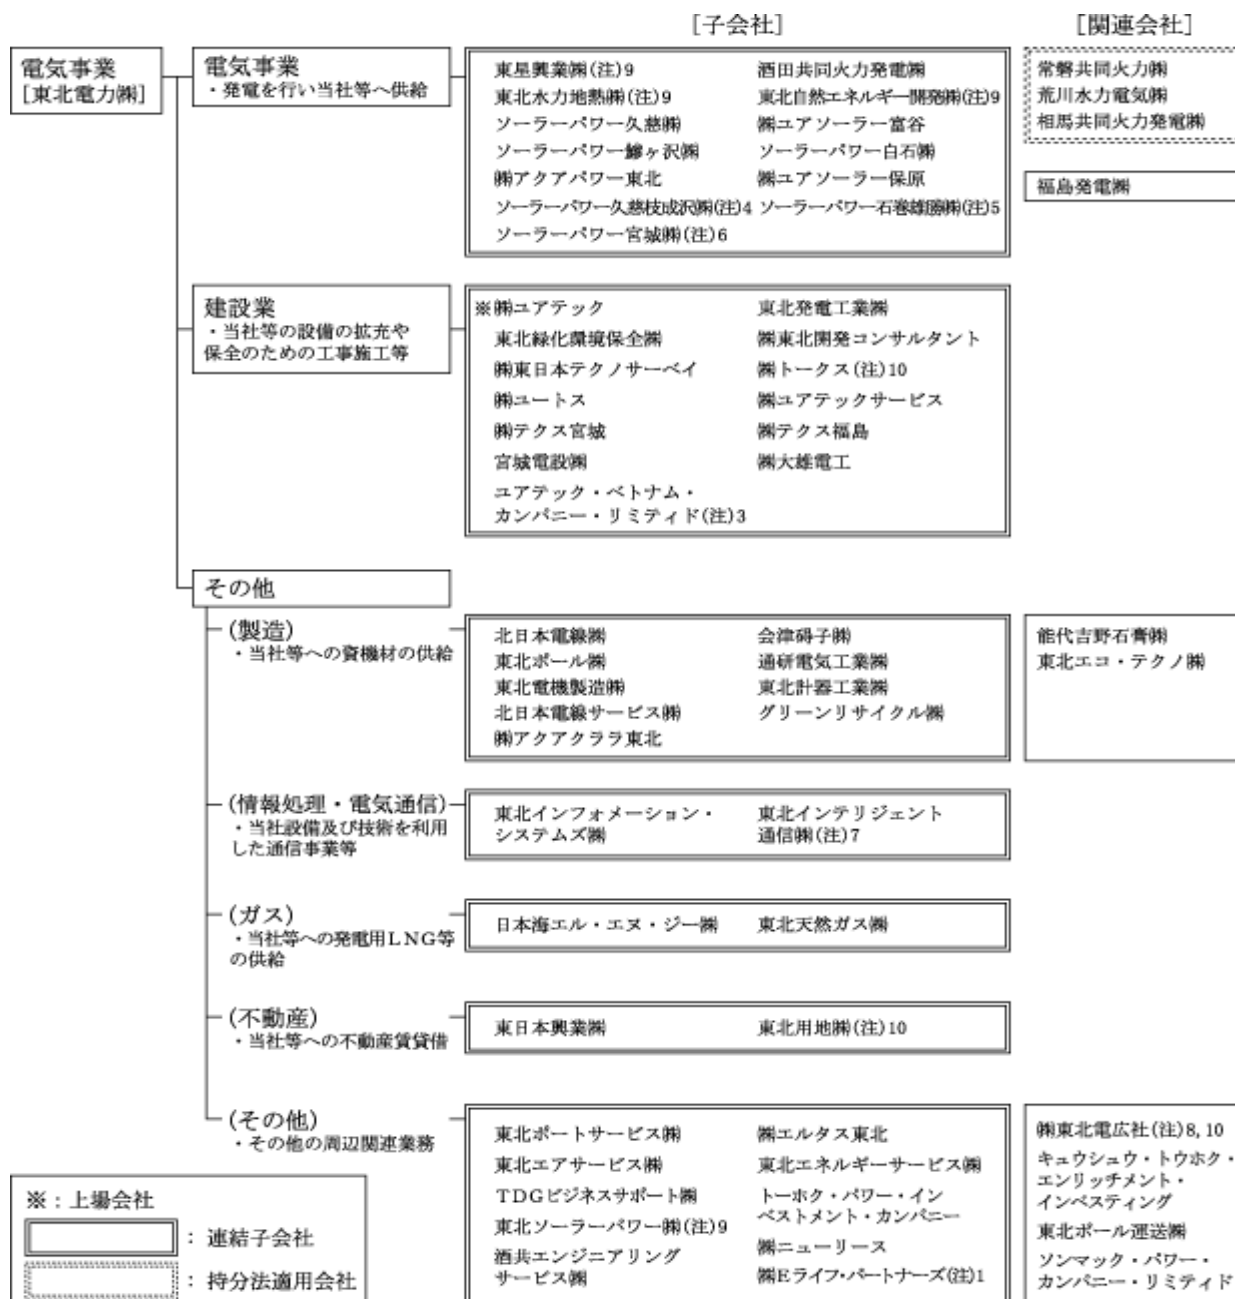 [子会社]
[関連会社]
電気事業
[東北電力㈱]
電気事業
・発電を行い当社等へ供給
東星興業㈱(注)9
酒田共同火力発電㈱
東北水力地熱㈱(注)9
東北自然エネルギー開発㈱(注)9
ソーラーパワー久慈㈱
㈱ユアソーラー富谷
ソーラーパワー鰺ヶ沢㈱
ソーラーパワー白石㈱
㈱アクアパワー東北
㈱ユアソーラー保原
ソーラーパワー久慈枝成沢㈱(注)4
ソーラーパワー石巻雄勝㈱(注)5
ソーラーパワー宮城㈱(注)6
常磐共同火力㈱
荒川水力電気㈱
相馬共同火力発電㈱
福島発電㈱
建設業
・当社等の設備の拡充や
保全のための工事施工等
※㈱ユアテック
東北発電工業㈱
東北緑化環境保全㈱
㈱東北開発コンサルタント
㈱東日本テクノサーベイ
㈱トークス(注)10
㈱ユートス
㈱ユアテックサービス
㈱テクス宮城
㈱テクス福島
宮城電設㈱
㈱大雄電工
ユアテック・ベトナム・
カンパニー・リミティド(注)3
その他
(製造)
・当社等への資機材の供給
北日本電線㈱
会津碍子㈱
東北ポール㈱
通研電気工業㈱
東北電機製造㈱
東北計器工業㈱
北日本電線サービス㈱
グリーンリサイクル㈱
㈱アクアクララ東北
能代吉野石膏㈱
東北エコ・テクノ㈱
(情報処理・電気通信)
・当社設備及び技術を利用
した通信事業等
東北インフォメーション・
システムズ㈱
東北インテリジェント
通信㈱(注)7
(ガス)
・当社等への発電用LNG等
の供給
日本海エル・エヌ・ジー㈱
東北天然ガス㈱
(不動産)
・当社等への不動産賃貸借
東日本興業㈱
東北用地㈱(注)10
(その他)
・その他の周辺関連業務
東北ポートサービス㈱
㈱エルタス東北
東北エアサービス㈱
東北エネルギーサービス㈱
TDGビジネスサポート㈱
トーホク・パワー・イン
ベストメント・カンパニー
東北ソーラーパワー㈱(注)9
㈱ニューリース
酒共エンジニアリング
サービス㈱
㈱Eライフ・パートナーズ(注)1
㈱東北電広社(注)8,10
キュウシュウ・トウホク・
エンリッチメント・
インベスティング
東北ポール運送㈱
ソンマック・パワー・
カンパニー・リミティド
※:上場会社
:連結子会社
:持分法適用会社